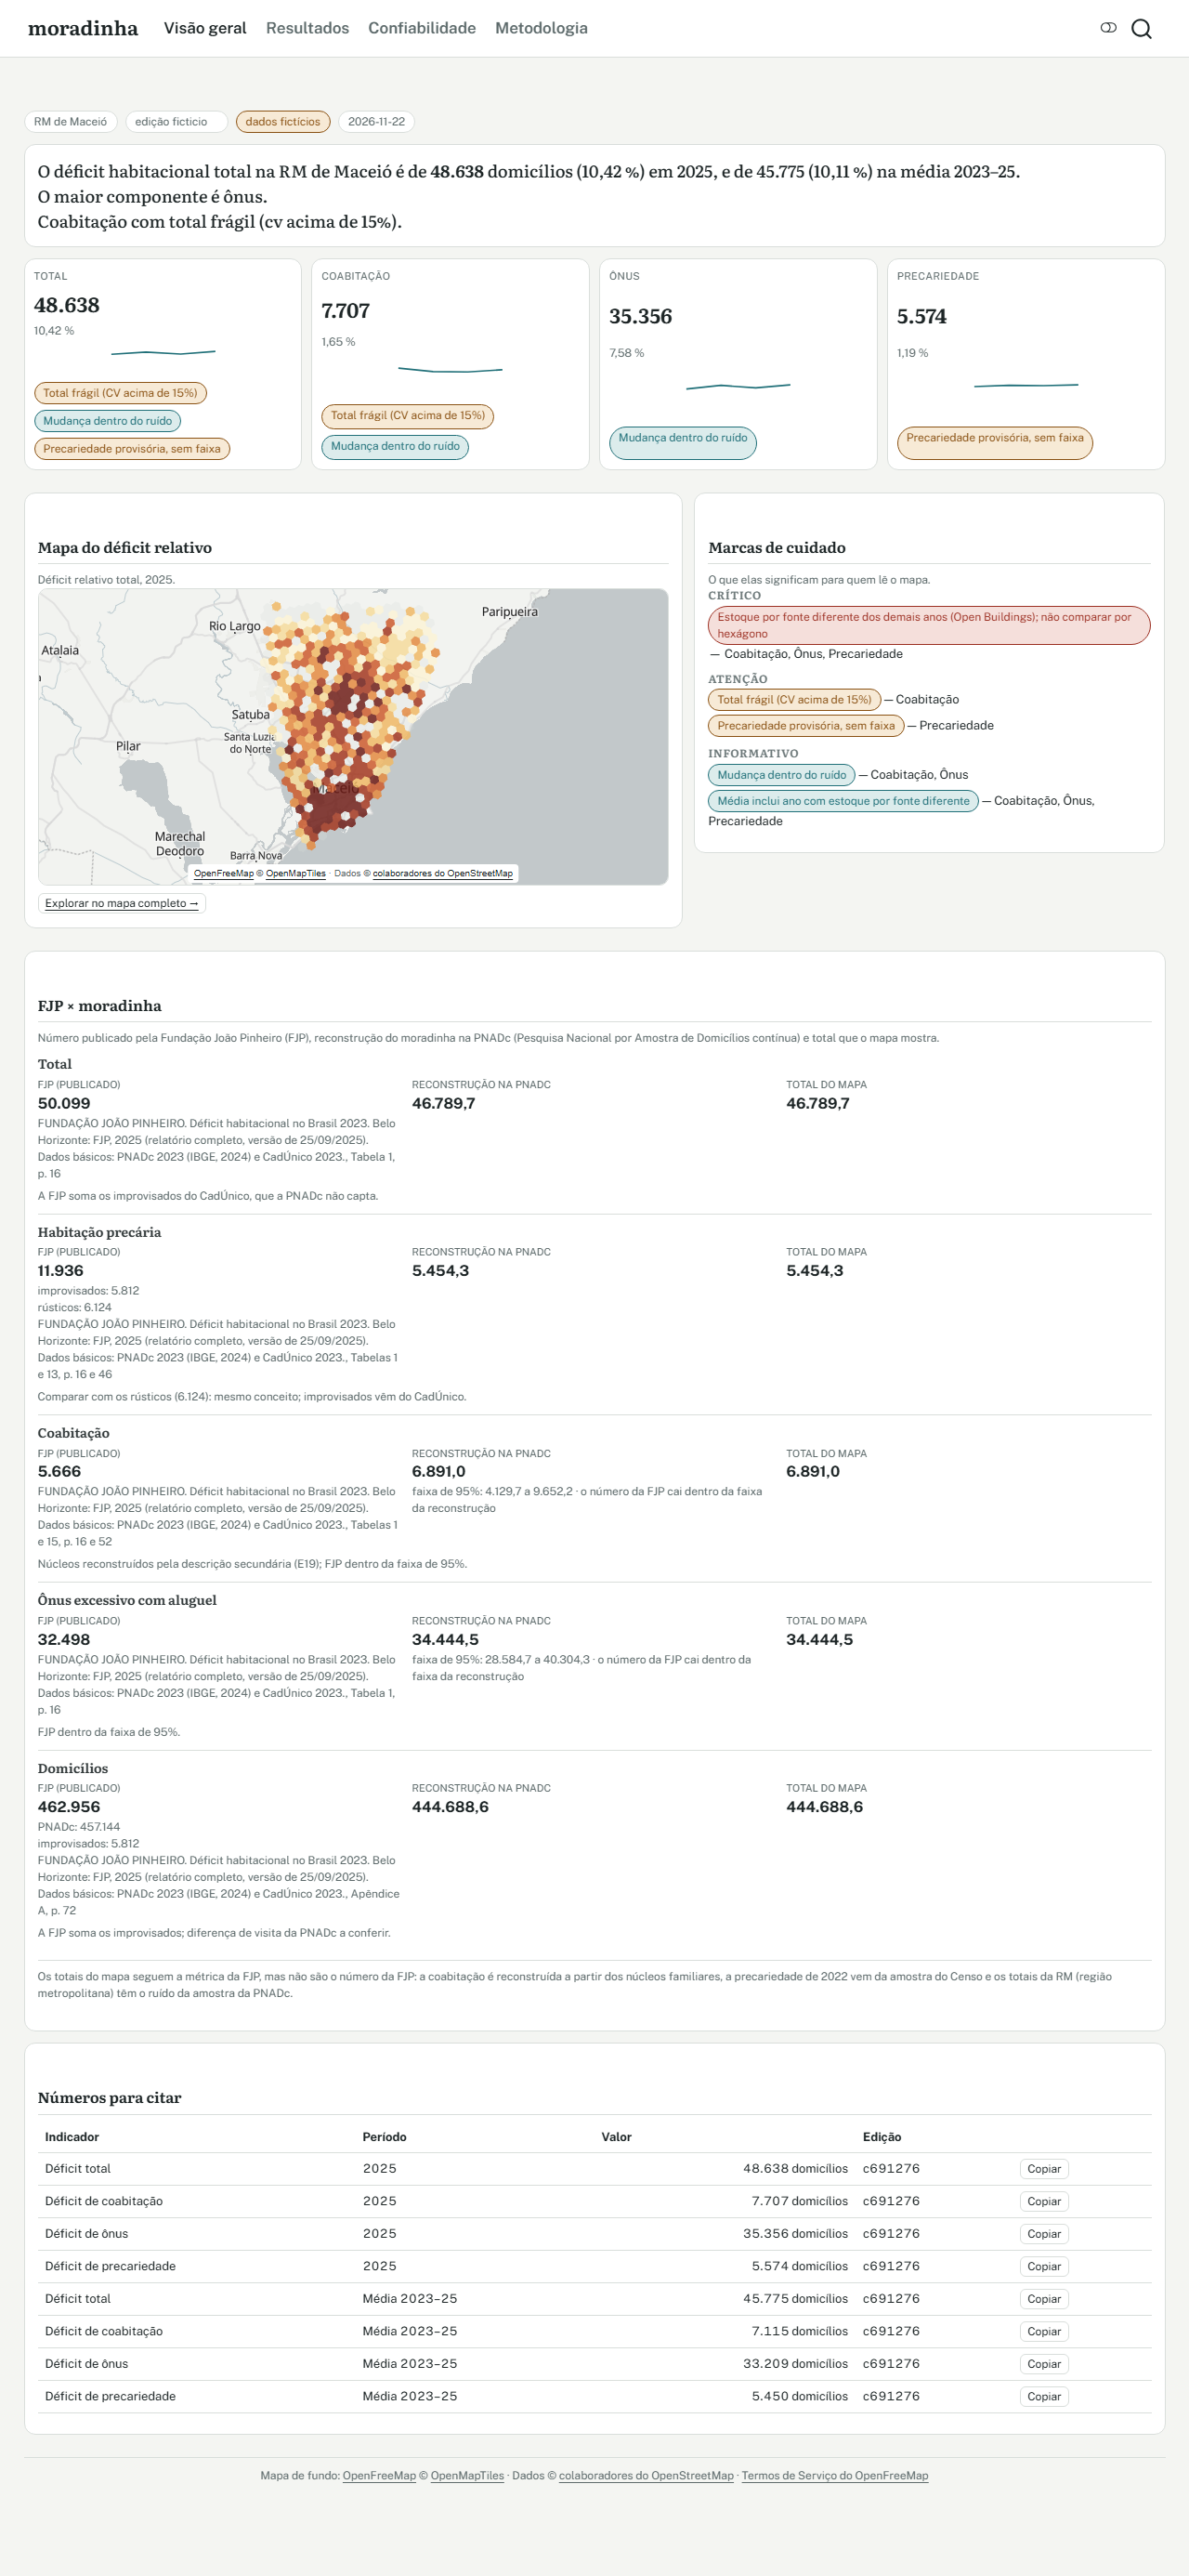 moradinha Visão geral Resultados Confiabilidade Metodologia
RM de Maceió edição ficticio dados fictícios 2026-11-22
O déficit habitacional total na RM de Maceió é de 48.638 domicílios (10,42 %) em 2025, e de 45.775 (10,11 %) na média 2023–25.
O maior componente é ônus.
Coabitação com total frágil (cv acima de 15%).
TOTAL
48.638
10,42 %
Total frágil (CV acima de 15%)
Mudança dentro do ruído
Precariedade provisória, sem faixa
COABITAÇÃO
7.707
1,65 %
Total frágil (CV acima de 15%)
Mudança dentro do ruído
ÔNUS
35.356
7,58 %
Mudança dentro do ruído
PRECARIEDADE
5.574
1,19 %
Precariedade provisória, sem faixa
Mapa do déficit relativo
Déficit relativo total, 2025.
Paripueira
Rio Largo
Atalaia
Satuba
Santa Luzia
do Norte
Pilar
Maceió
Marechal
Deodoro
Barra Nova
OpenFreeMap © OpenMapTiles · Dados © colaboradores do OpenStreetMap
Explorar no mapa completo →
Marcas de cuidado
O que elas significam para quem lê o mapa.
CRÍTICO
Estoque por fonte diferente dos demais anos (Open Buildings); não comparar por
hexágono
— Coabitação, Ônus, Precariedade
ATENÇÃO
Total frágil (CV acima de 15%) — Coabitação
Precariedade provisória, sem faixa — Precariedade
INFORMATIVO
Mudança dentro do ruído — Coabitação, Ônus
Média inclui ano com estoque por fonte diferente — Coabitação, Ônus,
Precariedade
FJP × moradinha
Número publicado pela Fundação João Pinheiro (FJP), reconstrução do moradinha na PNADc (Pesquisa Nacional por Amostra de Domicílios contínua) e total que o mapa mostra.
Total
FJP (PUBLICADO)
50.099
FUNDAÇÃO JOÃO PINHEIRO. Déficit habitacional no Brasil 2023. Belo
Horizonte: FJP, 2025 (relatório completo, versão de 25/09/2025).
Dados básicos: PNADc 2023 (IBGE, 2024) e CadÚnico 2023., Tabela 1,
p. 16
RECONSTRUÇÃO NA PNADC
46.789,7
TOTAL DO MAPA
46.789,7
A FJP soma os improvisados do CadÚnico, que a PNADc não capta.
Habitação precária
FJP (PUBLICADO)
11.936
improvisados: 5.812
rústicos: 6.124
FUNDAÇÃO JOÃO PINHEIRO. Déficit habitacional no Brasil 2023. Belo
Horizonte: FJP, 2025 (relatório completo, versão de 25/09/2025).
Dados básicos: PNADc 2023 (IBGE, 2024) e CadÚnico 2023., Tabelas 1
e 13, p. 16 e 46
RECONSTRUÇÃO NA PNADC
5.454,3
TOTAL DO MAPA
5.454,3
Comparar com os rústicos (6.124): mesmo conceito; improvisados vêm do CadÚnico.
Coabitação
FJP (PUBLICADO)
5.666
FUNDAÇÃO JOÃO PINHEIRO. Déficit habitacional no Brasil 2023. Belo
Horizonte: FJP, 2025 (relatório completo, versão de 25/09/2025).
Dados básicos: PNADc 2023 (IBGE, 2024) e CadÚnico 2023., Tabelas 1
e 15, p. 16 e 52
RECONSTRUÇÃO NA PNADC
6.891,0
faixa de 95%: 4.129,7 a 9.652,2 · o número da FJP cai dentro da faixa
da reconstrução
TOTAL DO MAPA
6.891,0
Núcleos reconstruídos pela descrição secundária (E19); FJP dentro da faixa de 95%.
Ônus excessivo com aluguel
FJP (PUBLICADO)
32.498
FUNDAÇÃO JOÃO PINHEIRO. Déficit habitacional no Brasil 2023. Belo
Horizonte: FJP, 2025 (relatório completo, versão de 25/09/2025).
Dados básicos: PNADc 2023 (IBGE, 2024) e CadÚnico 2023., Tabela 1,
p. 16
RECONSTRUÇÃO NA PNADC
34.444,5
faixa de 95%: 28.584,7 a 40.304,3 · o número da FJP cai dentro da
faixa da reconstrução
TOTAL DO MAPA
34.444,5
FJP dentro da faixa de 95%.
Domicílios
FJP (PUBLICADO)
462.956
PNADc: 457.144
improvisados: 5.812
FUNDAÇÃO JOÃO PINHEIRO. Déficit habitacional no Brasil 2023. Belo
Horizonte: FJP, 2025 (relatório completo, versão de 25/09/2025).
Dados básicos: PNADc 2023 (IBGE, 2024) e CadÚnico 2023., Apêndice
A, p. 72
RECONSTRUÇÃO NA PNADC
444.688,6
TOTAL DO MAPA
444.688,6
A FJP soma os improvisados; diferença de visita da PNADc a conferir.
Os totais do mapa seguem a métrica da FJP, mas não são o número da FJP: a coabitação é reconstruída a partir dos núcleos familiares, a precariedade de 2022 vem da amostra do Censo e os totais da RM (região
metropolitana) têm o ruído da amostra da PNADc.
Números para citar
Indicador Período Valor Edição
Déficit total 2025 48.638 domicílios c691276 Copiar
Déficit de coabitação 2025 7.707 domicílios c691276 Copiar
Déficit de ônus 2025 35.356 domicílios c691276 Copiar
Déficit de precariedade 2025 5.574 domicílios c691276 Copiar
Déficit total Média 2023–25 45.775 domicílios c691276 Copiar
Déficit de coabitação Média 2023–25 7.115 domicílios c691276 Copiar
Déficit de ônus Média 2023–25 33.209 domicílios c691276 Copiar
Déficit de precariedade Média 2023–25 5.450 domicílios c691276 Copiar
Mapa de fundo: OpenFreeMap © OpenMapTiles · Dados © colaboradores do OpenStreetMap · Termos de Serviço do OpenFreeMap